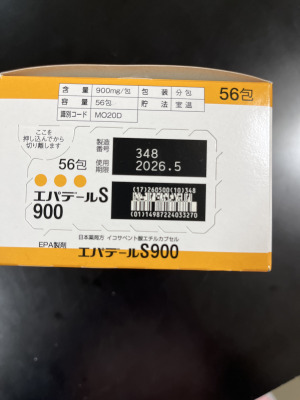 含量 900mg/包 包装 分包
容量 56包 貯法 室温
識別コード MO20D
56包
ここを
押し込んでから
切り離します
製造
番号
348
使用
期限
2026.5
56包
エパデールS
900
(17)260500(10)348
(01)14987224033270
日本薬局方 イコサペント酸エチルカプセル
EPA製剤
エパデールS900